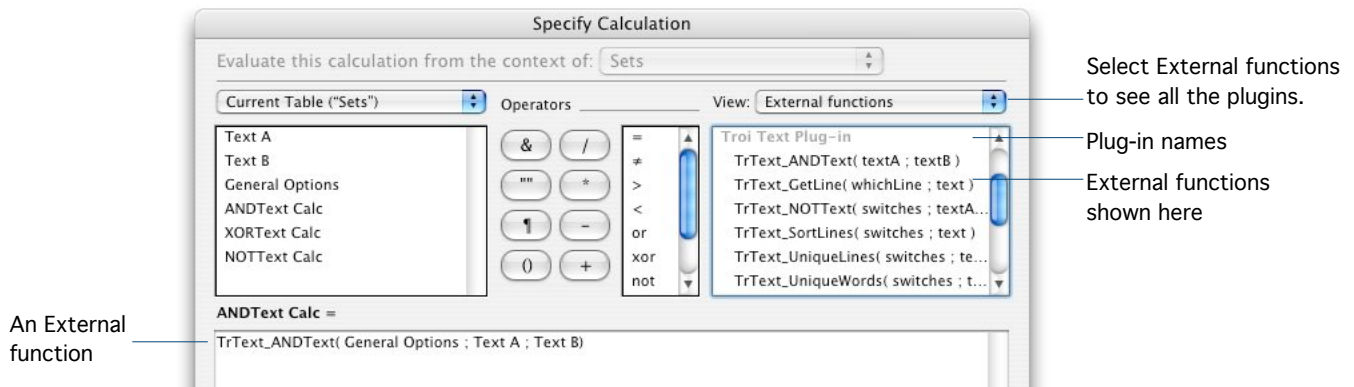 Specify Calculation
Evaluate this calculation from the context of: Sets
Current Table (“Sets”)
Operators
View: External functions
Text A
Text B
General Options
ANDText Calc
XORText Calc
NOTText Calc
& /
"" *
¶ –
() +
=
≠
>
<
or
xor
not
Troi Text Plug-in
TrText_ANDText( textA ; textB )
TrText_GetLine( whichLine ; text )
TrText_NOTText( switches ; textA...
TrText_SortLines( switches ; text )
TrText_UniqueLines( switches ; te...
TrText_UniqueWords( switches ; t...
Select External functions
to see all the plugins.
Plug-in names
External functions
shown here
ANDText Calc =
An External
function
TrText_ANDText( General Options ; Text A ; Text B)